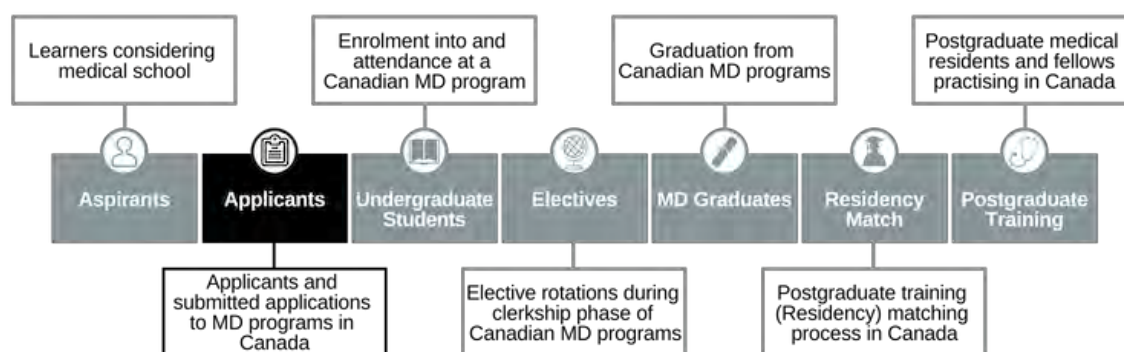 Learners considering
medical school
Enrolment into and
attendance at a
Canadian MD program
Graduation from
Canadian MD programs
Postgraduate medical
residents and fellows
practising in Canada
Aspirants
Applicants
Undergraduate
Students
Electives
MD Graduates
Residency
Match
Postgraduate
Training
Applicants and
submitted applications
to MD programs in
Canada
Elective rotations during
clerkship phase of
Canadian MD programs
Postgraduate training
(Residency) matching
process in Canada